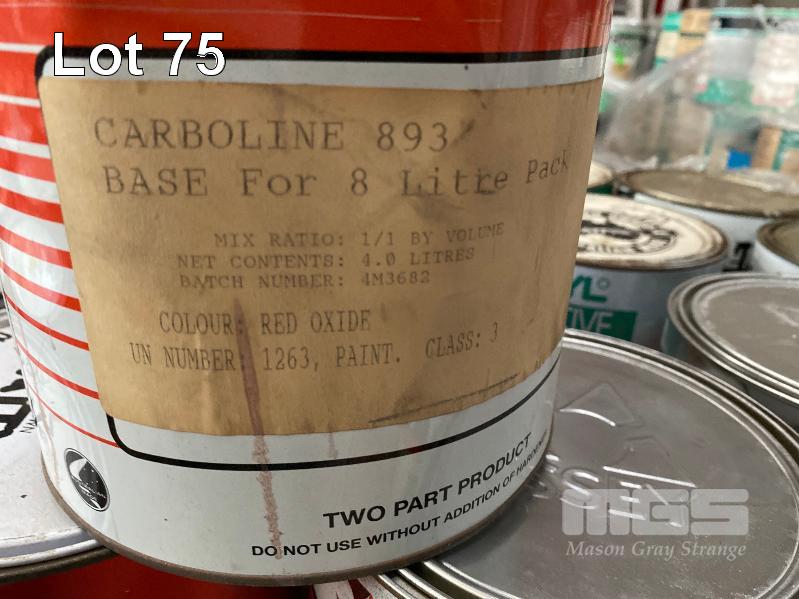 Lot 75
CARBOLINE 893
BASE For 8 Litre Pack
MIX RATIO: 1/1 BY VOLUME
NET CONTENTS: 4.0 LITRES
BATCH NUMBER: 4M3682
COLOUR: RED OXIDE
UN NUMBER: 1263, PAINT. CLASS: 3
TWO PART PRODUCT
DO NOT USE WITHOUT ADDITION OF HARDENER
MGS
Mason Gray Strange